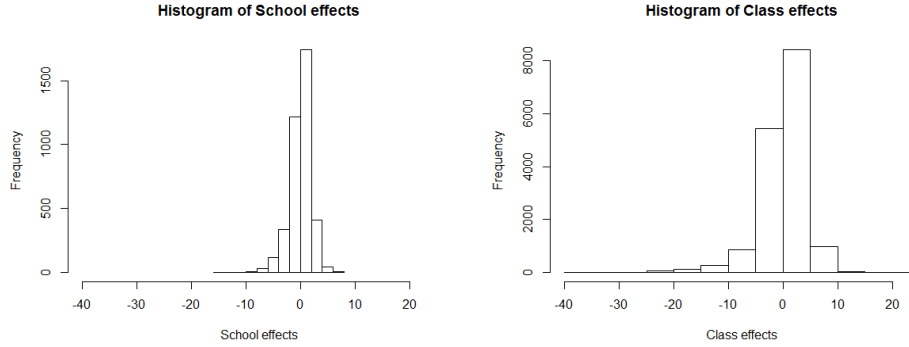 Histogram of School effects
Frequency
1500
1000
500
0
-40 -30 -20 -10 0 10 20
School effects
Histogram of Class effects
Frequency
8000
6000
4000
2000
0
-40 -30 -20 -10 0 10 20
Class effects